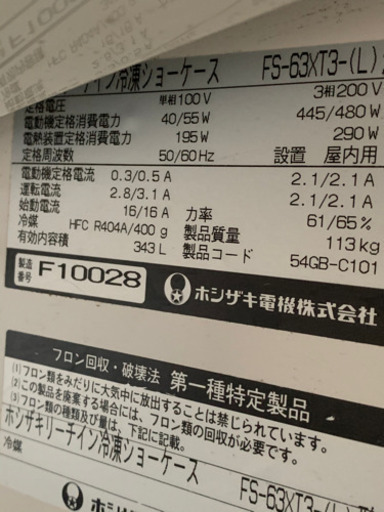 チイン冷凍ショーケース FS-63XT3-(L)
定格電圧 単相100V 3相200V
電動機定格消費電力 40/55W 445/480W
電熱装置定格消費電力 195W 290W
定格周波数 50/60Hz 設置 屋内用
電動機定格電流 0.3/0.5A 2.1/2.1A
運転電流 2.8/3.1A 2.1/2.1A
始動電流 16/16A 力率 61/65%
冷媒 HFC R404A/400g 製品質量 113kg
有効内容積 343L 製品コード 54GB-C101
製造番号 F10028 ホシザキ電機株式会社
フロン回収・破壊法 第一種特定製品
(1)フロン類をみだりに大気中に放出することは禁じられています。
(2)この製品を廃棄する場合には、フロン類の回収が必要です。
(3)フロン類の種類及び数量は、下記に記載。
ホシザキリーチイン冷凍ショーケース FS-63XT3-(L)
冷媒